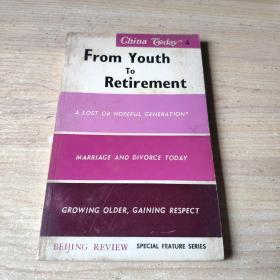 China Today 4
From Youth
To
Retirement
A LOST OR HOPEFUL GENERATION?
MARRIAGE AND DIVORCE TODAY
GROWING OLDER, GAINING RESPECT
BEIJING REVIEW SPECIAL FEATURE SERIES